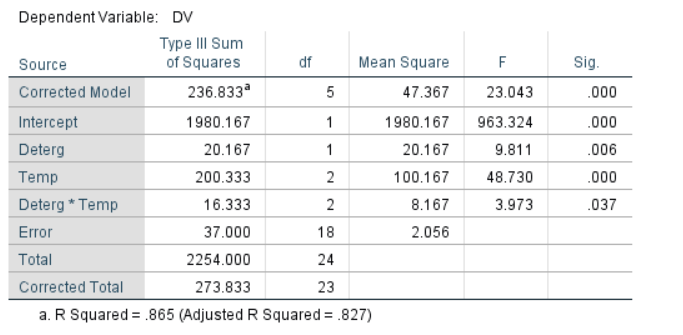 Dependent Variable: DV
Source Type III Sum of Squares df Mean Square F Sig.
Corrected Model 236.833a 5 47.367 23.043 .000
Intercept 1980.167 1 1980.167 963.324 .000
Deterg 20.167 1 20.167 9.811 .006
Temp 200.333 2 100.167 48.730 .000
Deterg * Temp 16.333 2 8.167 3.973 .037
Error 37.000 18 2.056
Total 2254.000 24
Corrected Total 273.833 23
a. R Squared = .865 (Adjusted R Squared = .827)